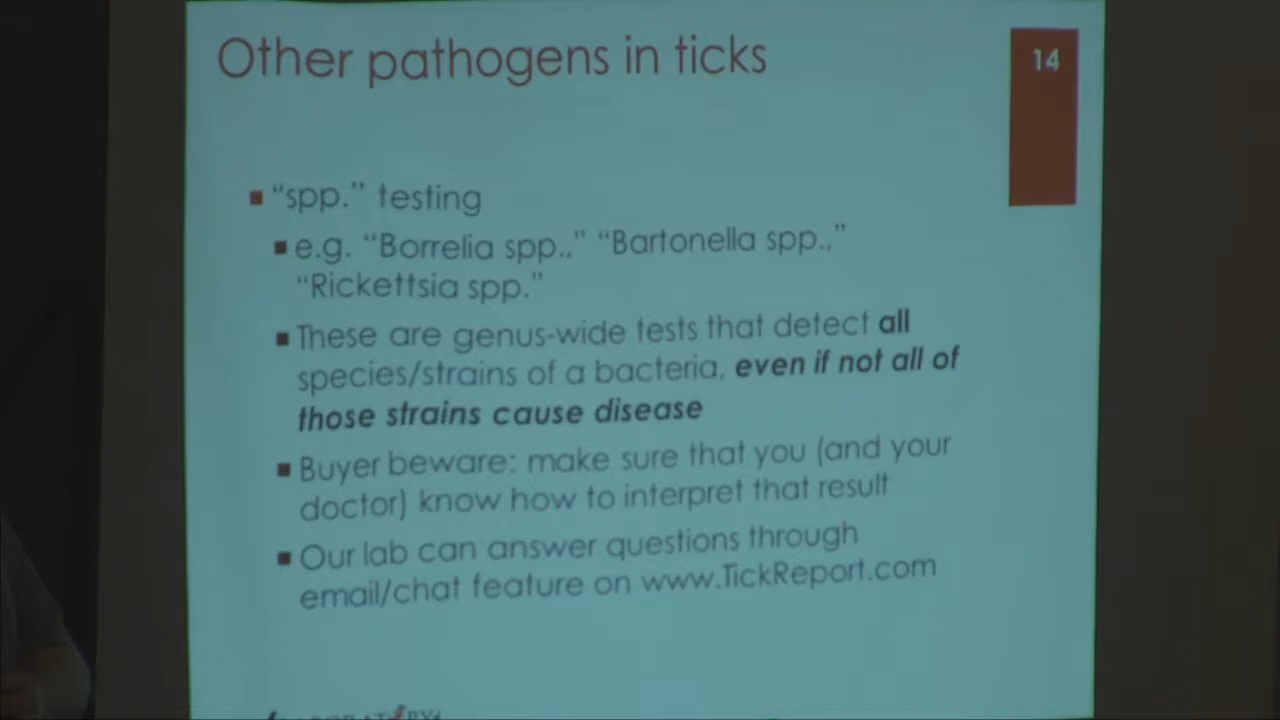 Other pathogens in ticks
14
"spp." testing
e.g. "Borrelia spp.," "Bartonella spp.,"
"Rickettsia spp."
These are genus-wide tests that detect all
species/strains of a bacteria, even if not all of
those strains cause disease
Buyer beware: make sure that you (and your
doctor) know how to interpret that result
Our lab can answer questions through
email/chat feature on www.TickReport.com